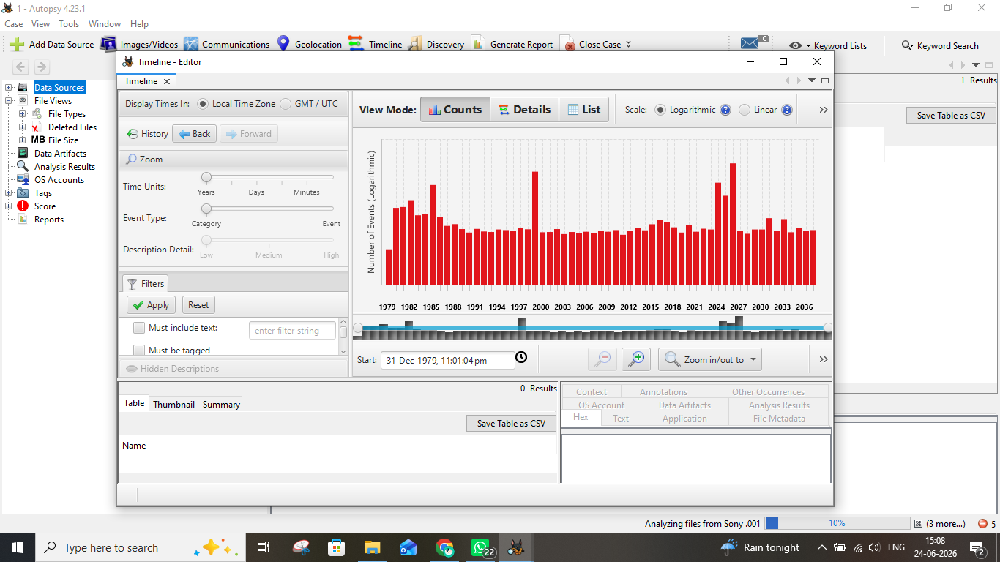 1 - Autopsy 4.23.1
Case View Tools Window Help
Add Data Source Images/Videos Communications Geolocation Timeline Discovery Generate Report Close Case 10 Keyword Lists Keyword Search
Timeline - Editor
Timeline
1 Results
Save Table as CSV
Data Sources
File Views
File Types
Deleted Files
MB File Size
Data Artifacts
Analysis Results
OS Accounts
Tags
Score
Reports
Display Times In: Local Time Zone GMT / UTC
History Back Forward
Zoom
Time Units:
Years Days Minutes
Event Type:
Category Event
Description Detail:
Low Medium High
Filters
Apply Reset
Must include text: enter filter string
Must be tagged
Hidden Descriptions
View Mode: Counts Details List Scale: Logarithmic ? Linear ?
Number of Events (Logarithmic)
1979 1982 1985 1988 1991 1994 1997 2000 2003 2006 2009 2012 2015 2018 2021 2024 2027 2030 2033 2036
Start: 31-Dec-1979, 11:01:04 pm Zoom in/out to
0 Results
Table Thumbnail Summary
Save Table as CSV
Name
Context Annotations Other Occurrences
OS Account Data Artifacts Analysis Results
Hex Text Application File Metadata
Analyzing files from Sony .001 10% (3 more...) 5
Type here to search
22
Rain tonight
ENG
15:08
24-06-2026
2